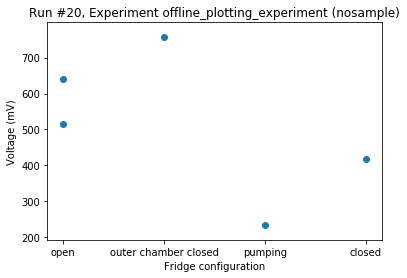 Run #20, Experiment offline_plotting_experiment (nosample)
Voltage (mV)
700
600
500
400
300
200
open outer chamber closed pumping closed
Fridge configuration